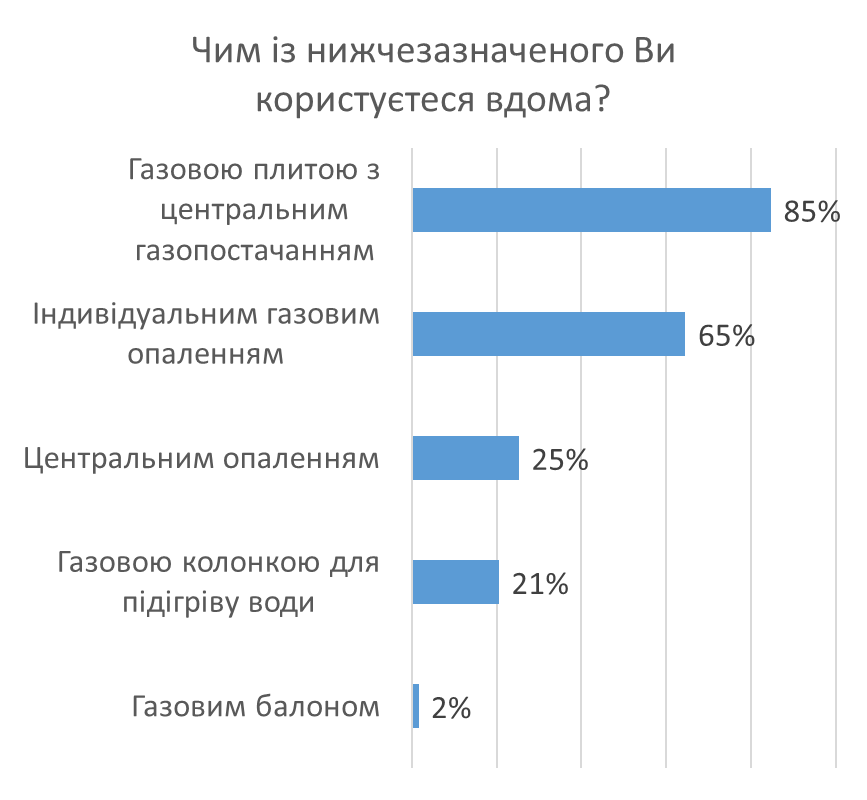 Чим із нижчезазначеного Ви
користуєтеся вдома?
Газовою плитою з
центральним
газопостачанням
85%
Індивідуальним газовим
опаленням
65%
Центральним опаленням
25%
Газовою колонкою для
підігріву води
21%
Газовим балоном
2%